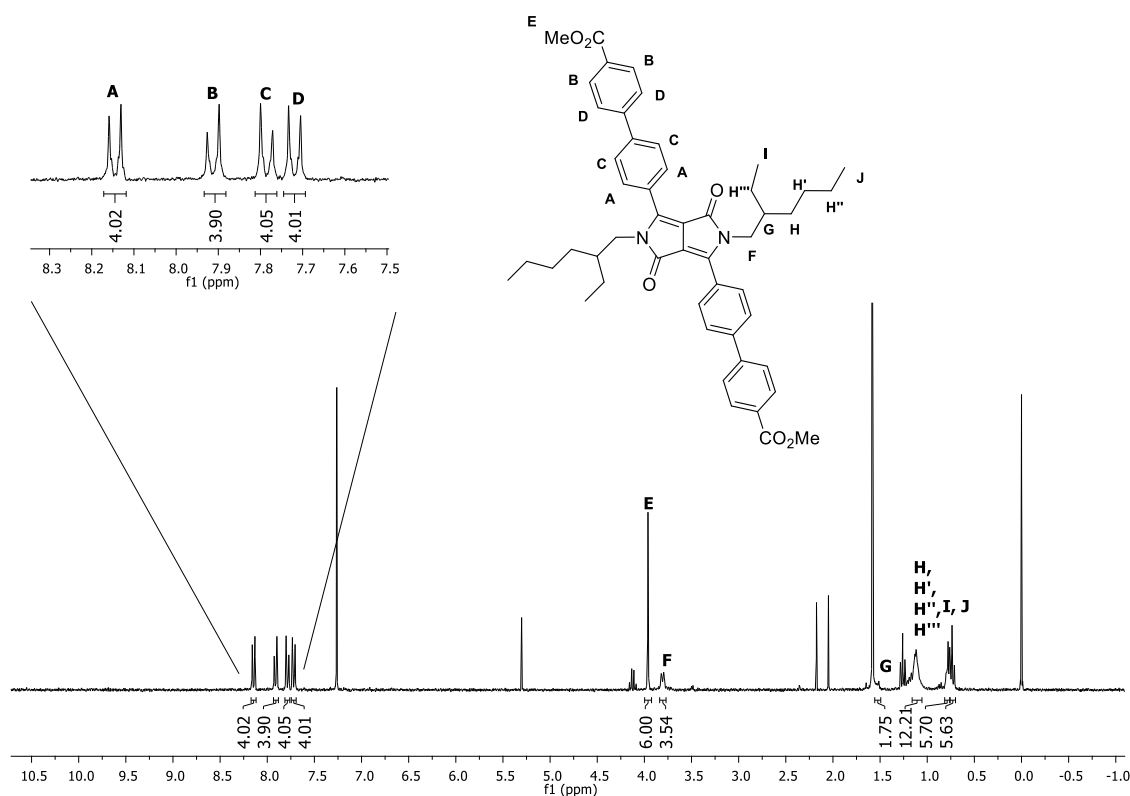 E
MeO₂C
B
B
D
D
C
C
A
A
I
J
H'''
H'
H''
G
H
O
N
F
N
O
CO₂Me
A
B
C
D
4.02
3.90
4.05
4.01
8.3 8.2 8.1 8.0 7.9 7.8 7.7 7.6 7.5
f1 (ppm)
E
F
G
H,
H',
H'', I, J
H'''
4.02
3.90
4.05
4.01
6.00
3.54
1.75
12.21
5.70
5.63
10.5 10.0 9.5 9.0 8.5 8.0 7.5 7.0 6.5 6.0 5.5 5.0 4.5 4.0 3.5 3.0 2.5 2.0 1.5 1.0 0.5 0.0 -0.5 -1.0
f1 (ppm)